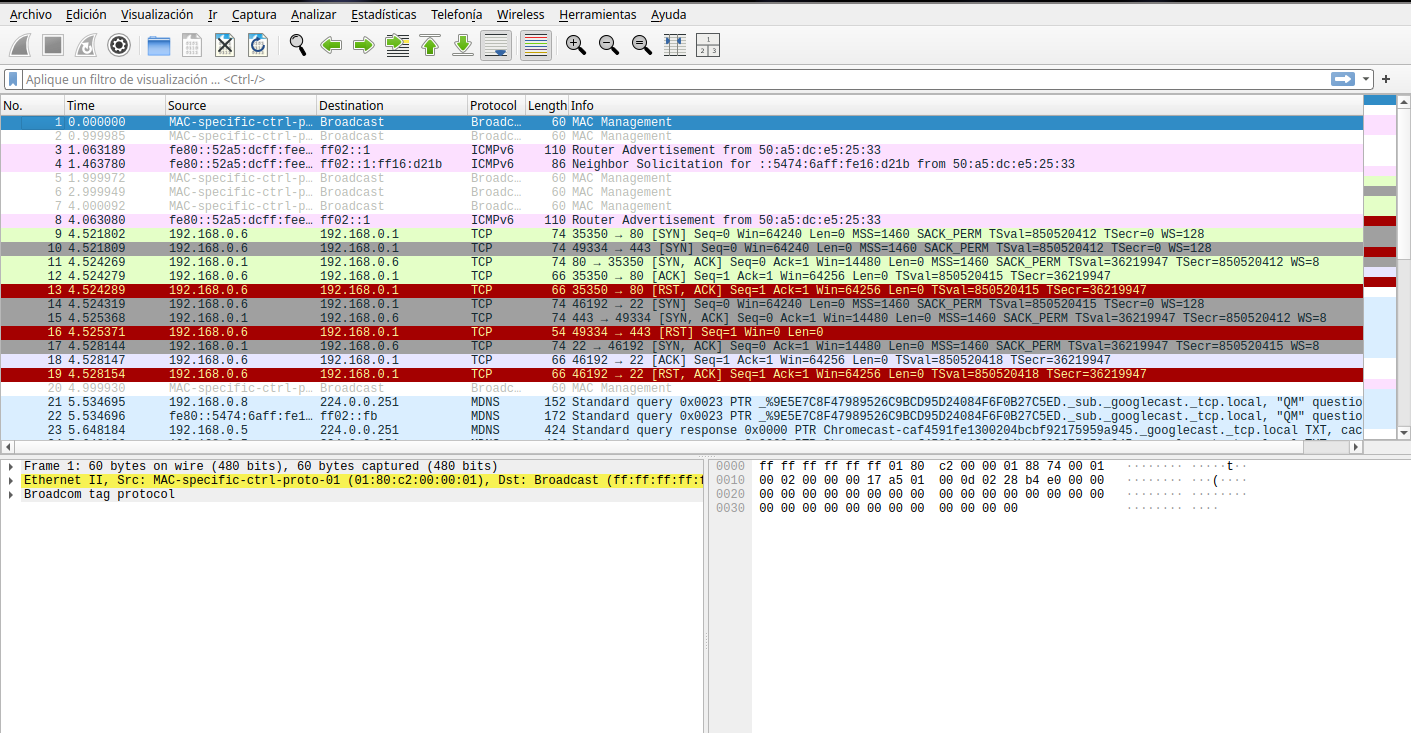 Archivo Edición Visualización Ir Captura Analizar Estadísticas Telefonía Wireless Herramientas Ayuda
Aplique un filtro de visualización ... <Ctrl-/> +
No. Time Source Destination Protocol Length Info
1 0.000000 MAC-specific-ctrl-p… Broadcast Broadc… 60 MAC Management
2 0.999985 MAC-specific-ctrl-p… Broadcast Broadc… 60 MAC Management
3 1.063189 fe80::52a5:dcff:fee… ff02::1 ICMPv6 110 Router Advertisement from 50:a5:dc:e5:25:33
4 1.463780 fe80::52a5:dcff:fee… ff02::1:ff16:d21b ICMPv6 86 Neighbor Solicitation for ::5474:6aff:fe16:d21b from 50:a5:dc:e5:25:33
5 1.999972 MAC-specific-ctrl-p… Broadcast Broadc… 60 MAC Management
6 2.999949 MAC-specific-ctrl-p… Broadcast Broadc… 60 MAC Management
7 4.000092 MAC-specific-ctrl-p… Broadcast Broadc… 60 MAC Management
8 4.063080 fe80::52a5:dcff:fee… ff02::1 ICMPv6 110 Router Advertisement from 50:a5:dc:e5:25:33
9 4.521802 192.168.0.6 192.168.0.1 TCP 74 35350 → 80 [SYN] Seq=0 Win=64240 Len=0 MSS=1460 SACK_PERM TSval=850520412 TSecr=0 WS=128
10 4.521809 192.168.0.6 192.168.0.1 TCP 74 49334 → 443 [SYN] Seq=0 Win=64240 Len=0 MSS=1460 SACK_PERM TSval=850520412 TSecr=0 WS=128
11 4.524269 192.168.0.1 192.168.0.6 TCP 74 80 → 35350 [SYN, ACK] Seq=0 Ack=1 Win=14480 Len=0 MSS=1460 SACK_PERM TSval=36219947 TSecr=850520412 WS=8
12 4.524279 192.168.0.6 192.168.0.1 TCP 66 35350 → 80 [ACK] Seq=1 Ack=1 Win=64256 Len=0 TSval=850520415 TSecr=36219947
13 4.524289 192.168.0.6 192.168.0.1 TCP 66 35350 → 80 [RST, ACK] Seq=1 Ack=1 Win=64256 Len=0 TSval=850520415 TSecr=36219947
14 4.524319 192.168.0.6 192.168.0.1 TCP 74 46192 → 22 [SYN] Seq=0 Win=64240 Len=0 MSS=1460 SACK_PERM TSval=850520415 TSecr=0 WS=128
15 4.525368 192.168.0.1 192.168.0.6 TCP 74 443 → 49334 [SYN, ACK] Seq=0 Ack=1 Win=14480 Len=0 MSS=1460 SACK_PERM TSval=36219947 TSecr=850520412 WS=8
16 4.525371 192.168.0.6 192.168.0.1 TCP 54 49334 → 443 [RST] Seq=1 Win=0 Len=0
17 4.528144 192.168.0.1 192.168.0.6 TCP 74 22 → 46192 [SYN, ACK] Seq=0 Ack=1 Win=14480 Len=0 MSS=1460 SACK_PERM TSval=36219947 TSecr=850520415 WS=8
18 4.528147 192.168.0.6 192.168.0.1 TCP 66 46192 → 22 [ACK] Seq=1 Ack=1 Win=64256 Len=0 TSval=850520418 TSecr=36219947
19 4.528154 192.168.0.6 192.168.0.1 TCP 66 46192 → 22 [RST, ACK] Seq=1 Ack=1 Win=64256 Len=0 TSval=850520418 TSecr=36219947
20 4.999930 MAC-specific-ctrl-p… Broadcast Broadc… 60 MAC Management
21 5.534695 192.168.0.8 224.0.0.251 MDNS 152 Standard query 0x0023 PTR _%9E5E7C8F47989526C9BCD95D24084F6F0B27C5ED._sub._googlecast._tcp.local, "QM" questio
22 5.534696 fe80::5474:6aff:fe1… ff02::fb MDNS 172 Standard query 0x0023 PTR _%9E5E7C8F47989526C9BCD95D24084F6F0B27C5ED._sub._googlecast._tcp.local, "QM" questio
23 5.648184 192.168.0.5 224.0.0.251 MDNS 424 Standard query response 0x0000 PTR Chromecast-caf4591fe1300204bcbf92175959a945._googlecast._tcp.local TXT, cac
Frame 1: 60 bytes on wire (480 bits), 60 bytes captured (480 bits)
Ethernet II, Src: MAC-specific-ctrl-proto-01 (01:80:c2:00:00:01), Dst: Broadcast (ff:ff:ff:ff:f
Broadcom tag protocol
0000 ff ff ff ff ff ff 01 80 c2 00 00 01 88 74 00 01 ········ ·····t··
0010 00 02 00 00 00 17 a5 01 00 0d 02 28 b4 e0 00 00 ········ ···(····
0020 00 00 00 00 00 00 00 00 00 00 00 00 00 00 00 00 ········ ········
0030 00 00 00 00 00 00 00 00 00 00 00 00 ········ ····